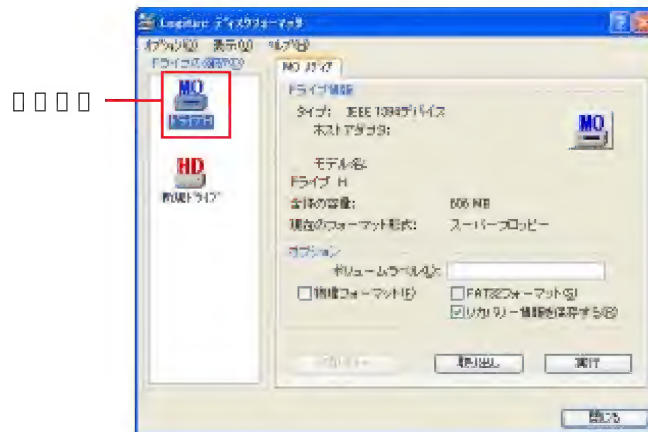 Logitec ディスクフォーマッタ
オプション(O) 表示(V) ヘルプ(H)
ドライブの選択(D)
MO メディア
MO
ドライブH
HD
ドライブ情報
タイプ: IEEE 1394デバイス
ホストアダプタ:
MO
モデル名:
ドライブ H
全体の容量: 606 MB
現在のフォーマット形式: スーパーフロッピー
オプション
ボリュームラベル(L):
物理フォーマット(F)
FAT32フォーマット(S)
リカバリー情報を保存する(R)
取り出し
実行
閉じる